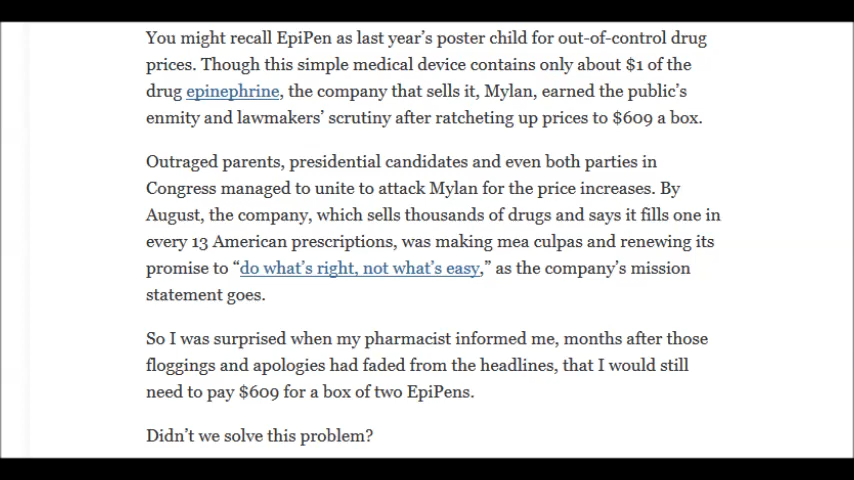 You might recall EpiPen as last year’s poster child for out-of-control drug
prices. Though this simple medical device contains only about $1 of the
drug epinephrine, the company that sells it, Mylan, earned the public’s
enmity and lawmakers’ scrutiny after ratcheting up prices to $609 a box.
Outraged parents, presidential candidates and even both parties in
Congress managed to unite to attack Mylan for the price increases. By
August, the company, which sells thousands of drugs and says it fills one in
every 13 American prescriptions, was making mea culpas and renewing its
promise to “do what’s right, not what’s easy,” as the company’s mission
statement goes.
So I was surprised when my pharmacist informed me, months after those
floggings and apologies had faded from the headlines, that I would still
need to pay $609 for a box of two EpiPens.
Didn’t we solve this problem?